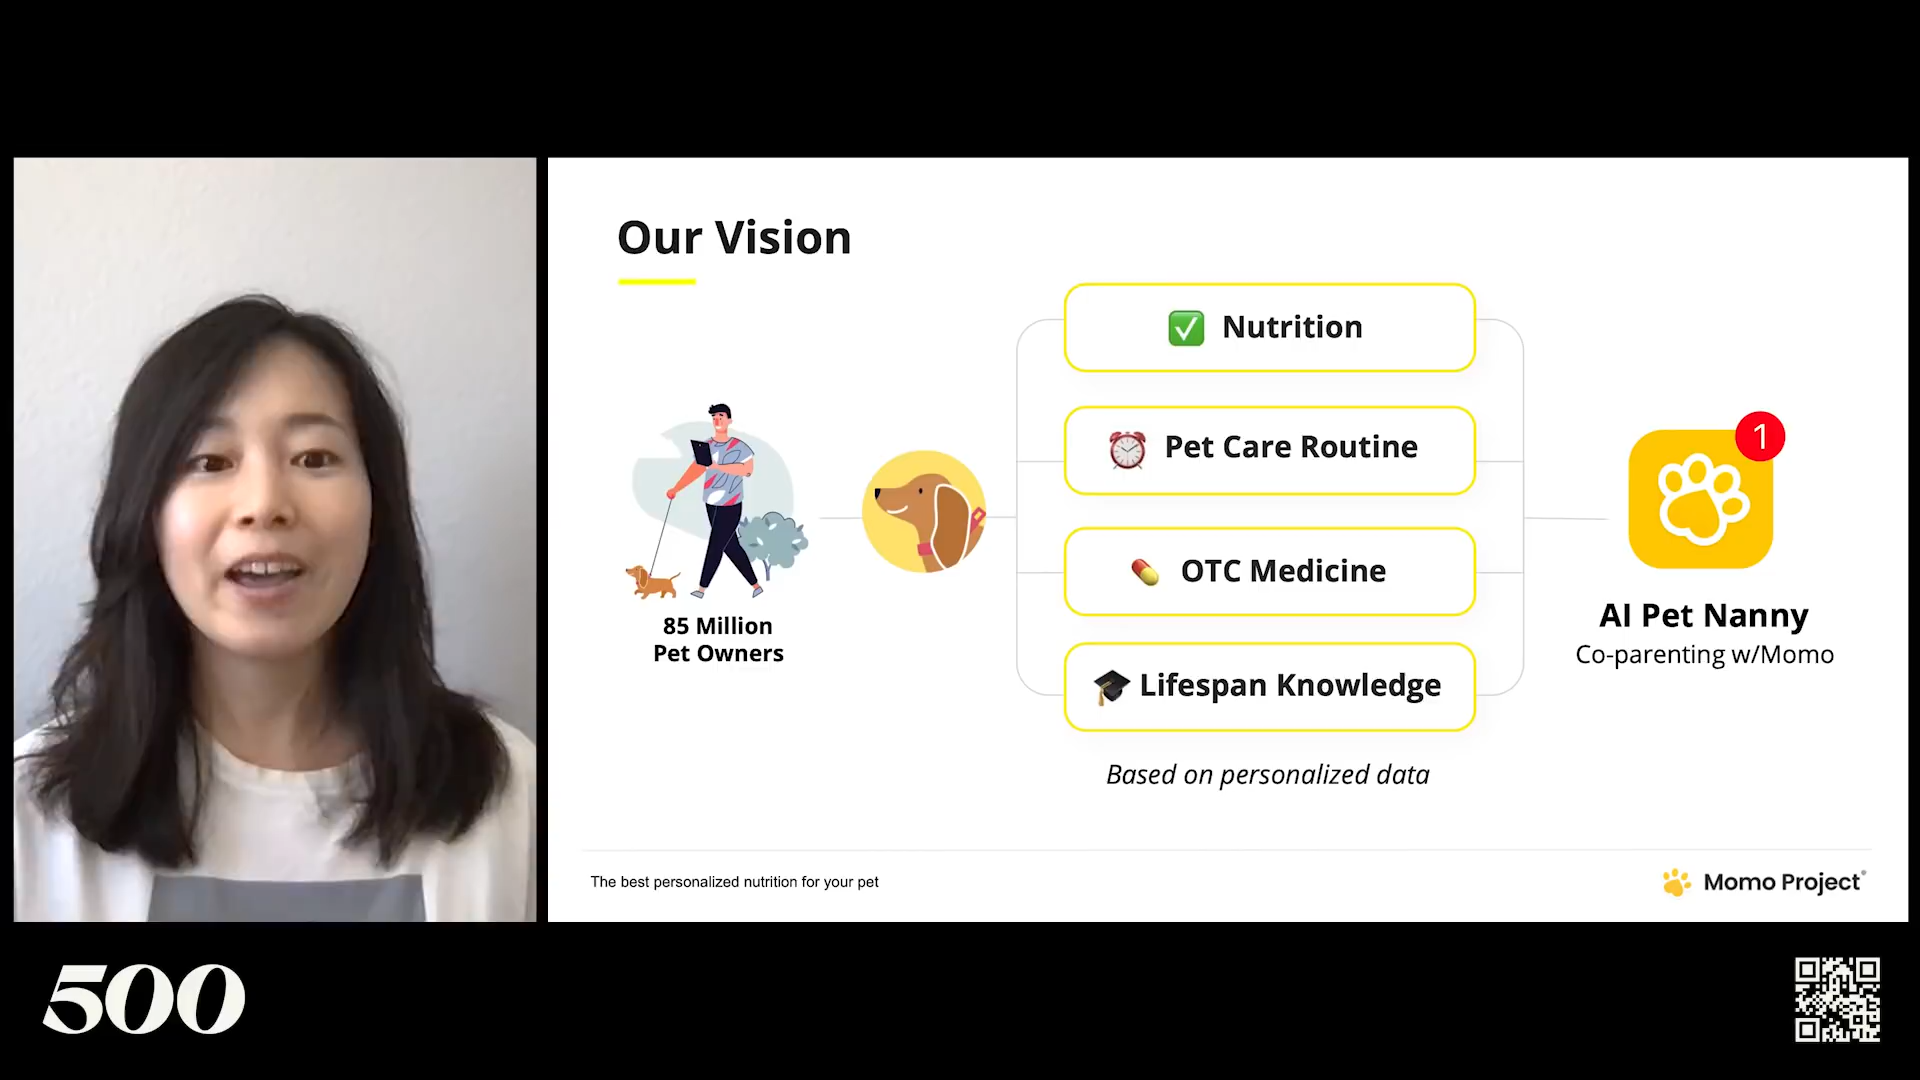 Our Vision
Nutrition
Pet Care Routine
OTC Medicine
Lifespan Knowledge
Based on personalized data
85 Million
Pet Owners
1
AI Pet Nanny
Co-parenting w/Momo
The best personalized nutrition for your pet
Momo Project
500